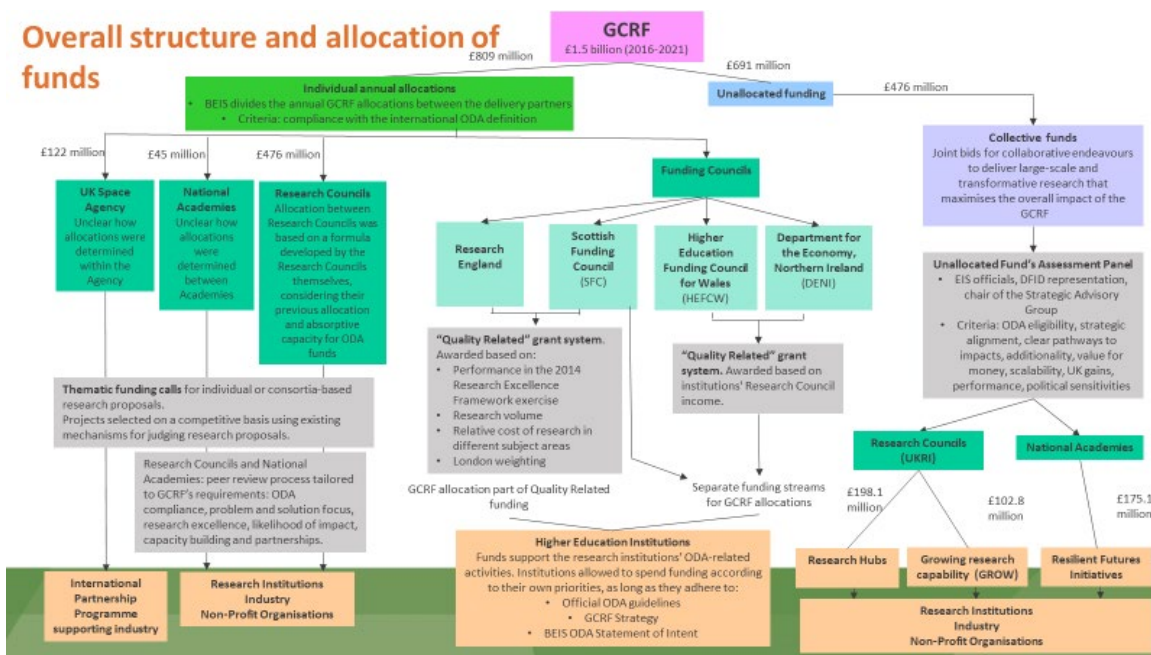 Overall structure and allocation of
funds
GCRF
£1.5 billion (2016-2021)
£809 million
£691 million
Individual annual allocations
• BEIS divides the annual GCRF allocations between the delivery partners
• Criteria: compliance with the international ODA definition
Unallocated funding
£476 million
Collective funds
Joint bids for collaborative endeavours
to deliver large-scale and
transformative research that
maximises the overall impact of the
GCRF
£122 million
£45 million
£476 million
UK Space
Agency
Unclear how
allocations were
determined
within the
Agency
National
Academies
Unclear how
allocations
were
determined
between
Academies
Research Councils
Allocation between
Research Councils was
based on a formula
developed by the
Research Councils
themselves,
considering their
previous allocation
and absorptive
capacity for ODA
funds
Funding Councils
Research
England
Scottish
Funding
Council
(SFC)
Higher
Education
Funding Council
for Wales
(HEFCW)
Department for
the Economy,
Northern Ireland
(DENI)
Unallocated Fund's Assessment Panel
• EIS officials, DFID representation,
chair of the Strategic Advisory
Group
• Criteria: ODA eligibility, strategic
alignment, clear pathways to
impacts, additionality, value for
money, scalability, UK gains,
performance, political sensitivities
"Quality Related" grant system.
Awarded based on:
• Performance in the 2014
Research Excellence
Framework exercise
• Research volume
• Relative cost of research in
different subject areas
• London weighting
"Quality Related" grant
system. Awarded based on
institutions' Research Council
income.
Thematic funding calls for individual or consortia-based
research proposals.
Projects selected on a competitive basis using existing
mechanisms for judging research proposals.
Research Councils and National
Academies: peer review process tailored
to GCRF's requirements: ODA
compliance, problem and solution focus,
research excellence, likelihood of impact,
capacity building and partnerships.
GCRF allocation part of Quality Related
funding
Separate funding streams
for GCRF allocations
Research Councils
(UKRI)
National Academies
£198.1
million
£102.8
million
£175.1
million
Higher Education Institutions
Funds support the research institutions' ODA-related
activities. Institutions allowed to spend funding according
to their own priorities, as long as they adhere to:
• Official ODA guidelines
• GCRF Strategy
• BEIS ODA Statement of Intent
Research Hubs
Growing research
capability (GROW)
Resilient Futures
Initiatives
International
Partnership
Programme
supporting industry
Research Institutions
Industry
Non-Profit Organisations
Research Institutions
Industry
Non-Profit Organisations